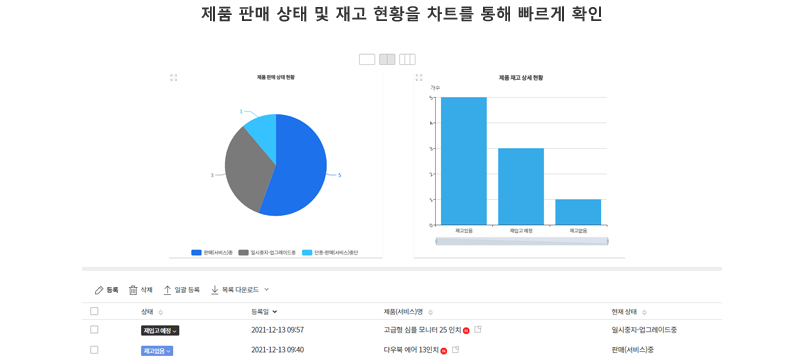 제품 판매 상태 및 재고 현황을 차트를 통해 빠르게 확인
제품 판매 상태 현황
1
3
5
판매(서비스)중 일시중지-업그레이드중 단종-판매(서비스)중단
제품 재고 상세 현황
개수
5
4
3
2
1
0
재고있음 재입고 예정 재고없음
등록 삭제 일괄 등록 목록 다운로드
상태 등록일 제품(서비스)명 현재 상태
재입고 예정 2021-12-13 09:57 고급형 심플 모니터 25 인치 N 일시중지-업그레이드중
재고있음 2021-12-13 09:40 다우북 에어 13인치 N 판매(서비스)중